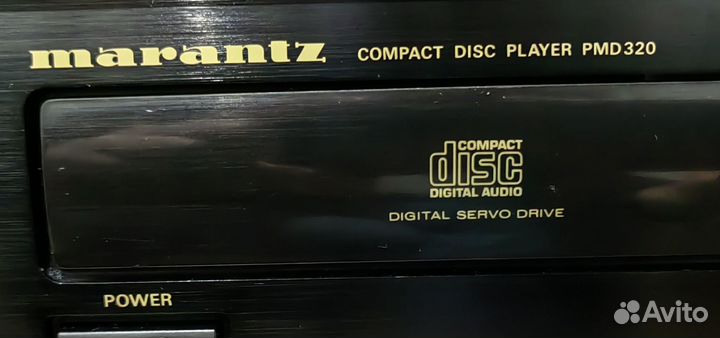 marantz COMPACT DISC PLAYER PMD320
COMPACT
disc
DIGITAL AUDIO
DIGITAL SERVO DRIVE
POWER
Avito